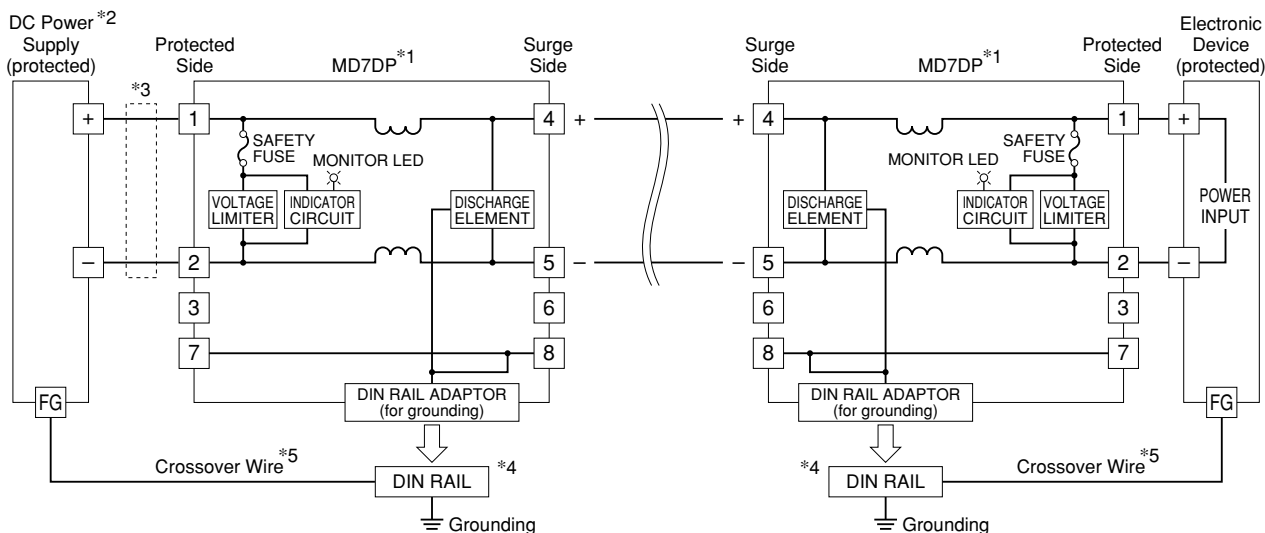 DC Power*2
Supply
(protected)
Protected
Side
MD7DP*1
Surge
Side
Surge
Side
MD7DP*1
Protected
Side
Electronic
Device
(protected)
*3
+
1
4
+
+
4
1
+
SAFETY
FUSE
MONITOR LED
VOLTAGE
LIMITER
INDICATOR
CIRCUIT
DISCHARGE
ELEMENT
DISCHARGE
ELEMENT
MONITOR LED
SAFETY
FUSE
INDICATOR
CIRCUIT
VOLTAGE
LIMITER
POWER
INPUT
–
2
5
–
–
5
2
–
3
6
6
3
7
8
8
7
DIN RAIL ADAPTOR
(for grounding)
DIN RAIL ADAPTOR
(for grounding)
FG
FG
Crossover Wire*5
DIN RAIL
*4
*4
DIN RAIL
Crossover Wire*5
Grounding
Grounding